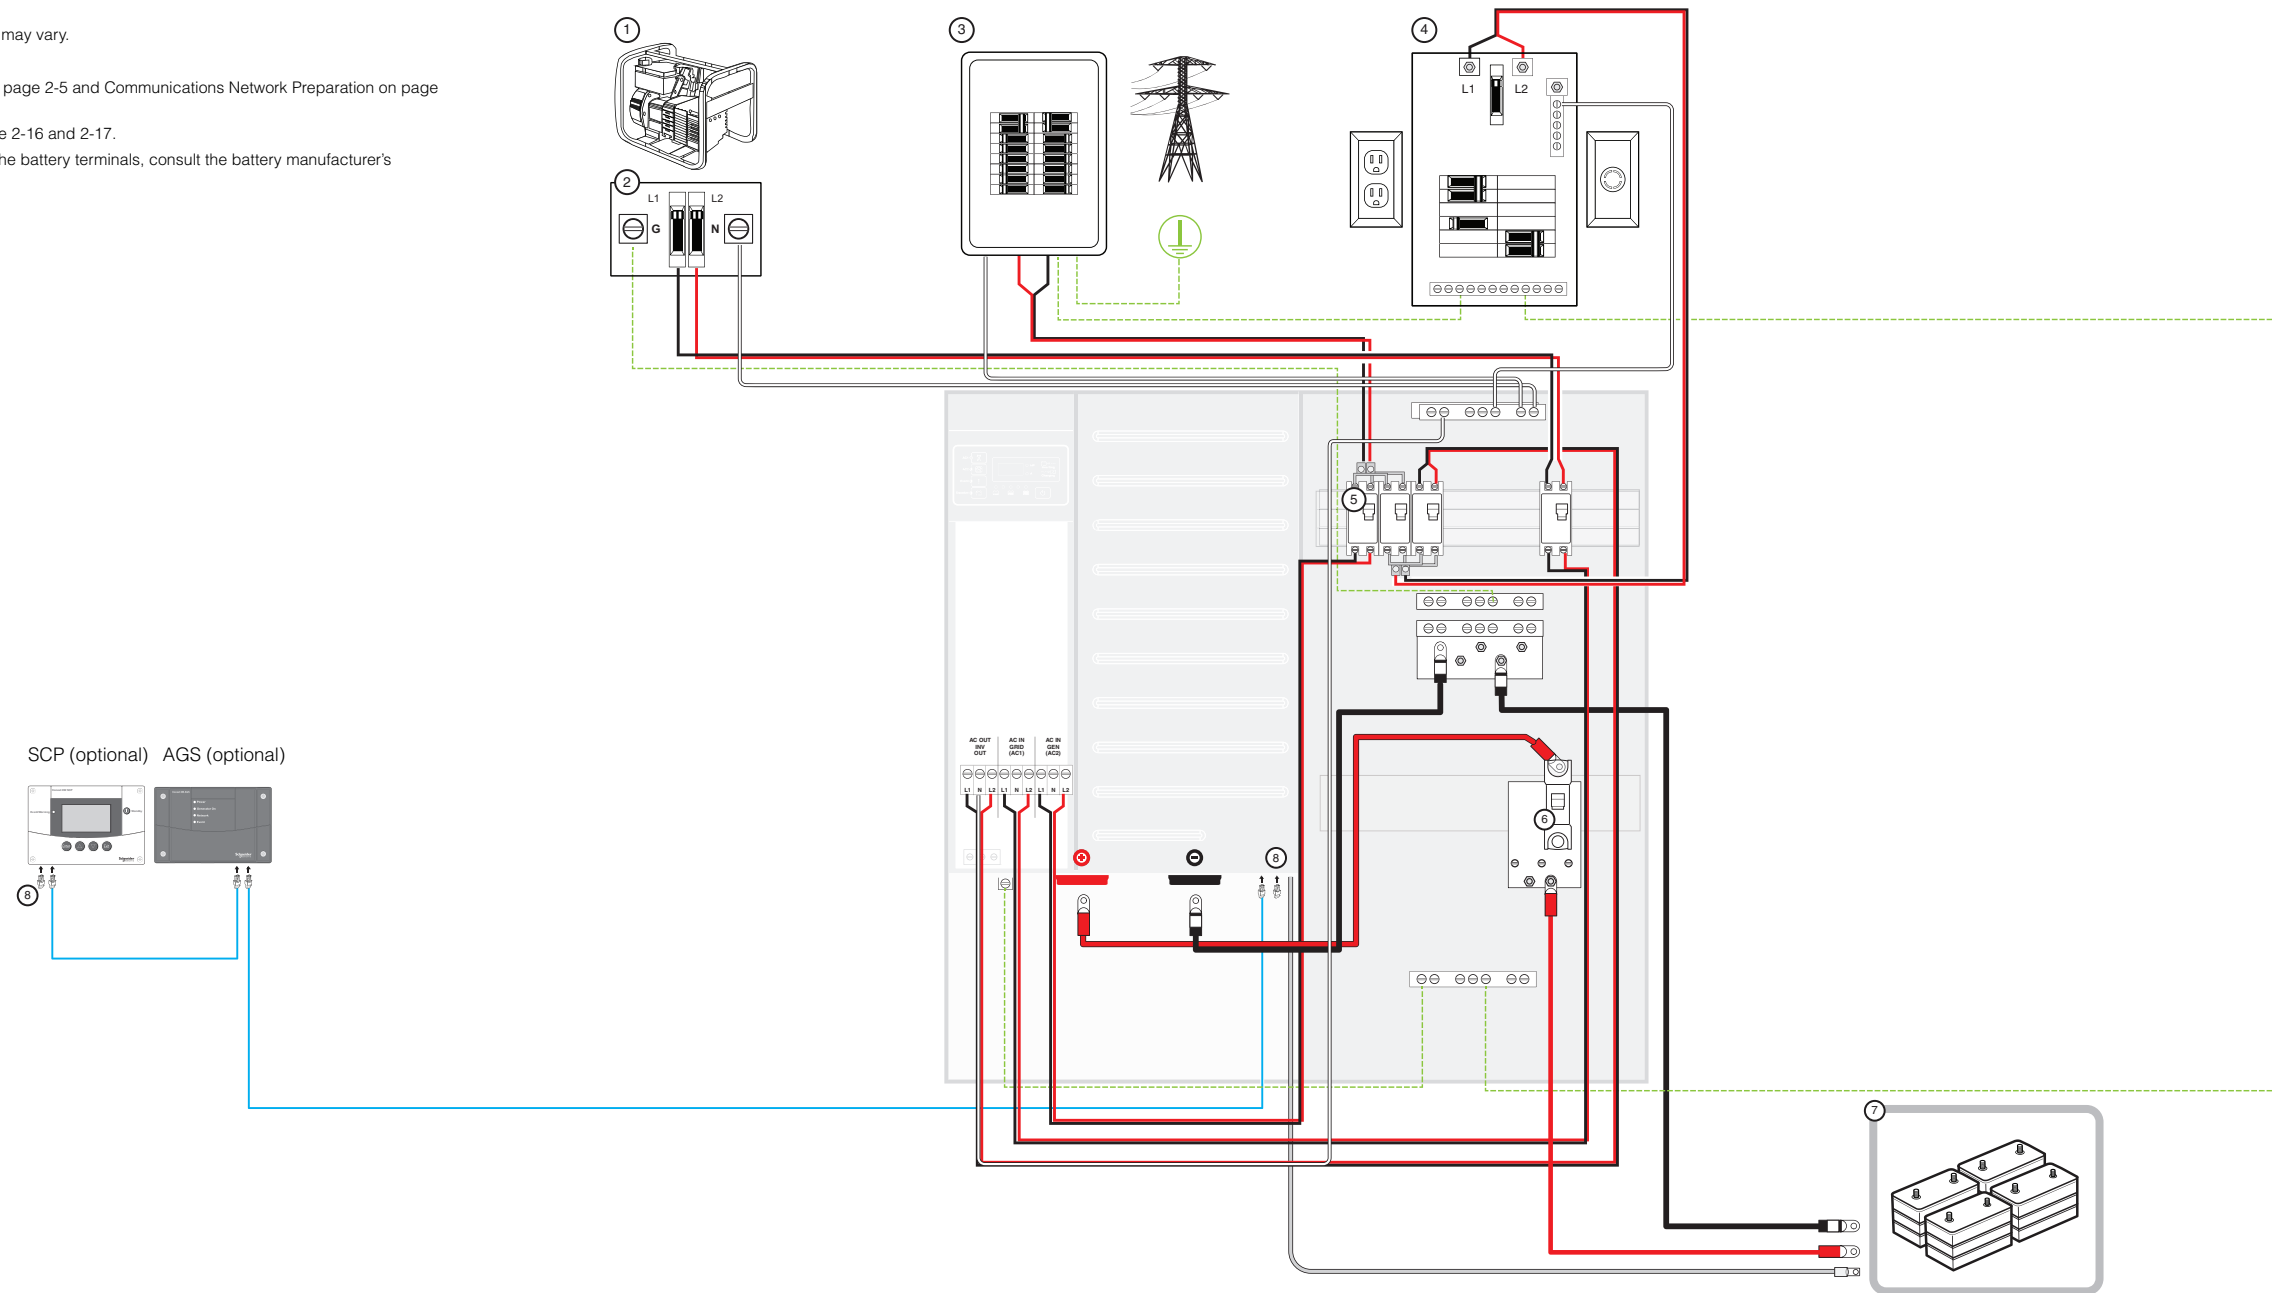 may vary.
page 2-5 and Communications Network Preparation on page
e 2-16 and 2-17.
he battery terminals, consult the battery manufacturer's
1
3
4
L1
L2
2
L1
L2
G
N
5
AC OUT
INV
OUT
AC IN
GRID
(AC1)
AC IN
GEN
(AC2)
L1 N L2 L1 N L2 L1 N L2
SCP (optional) AGS (optional)
6
8
8
7